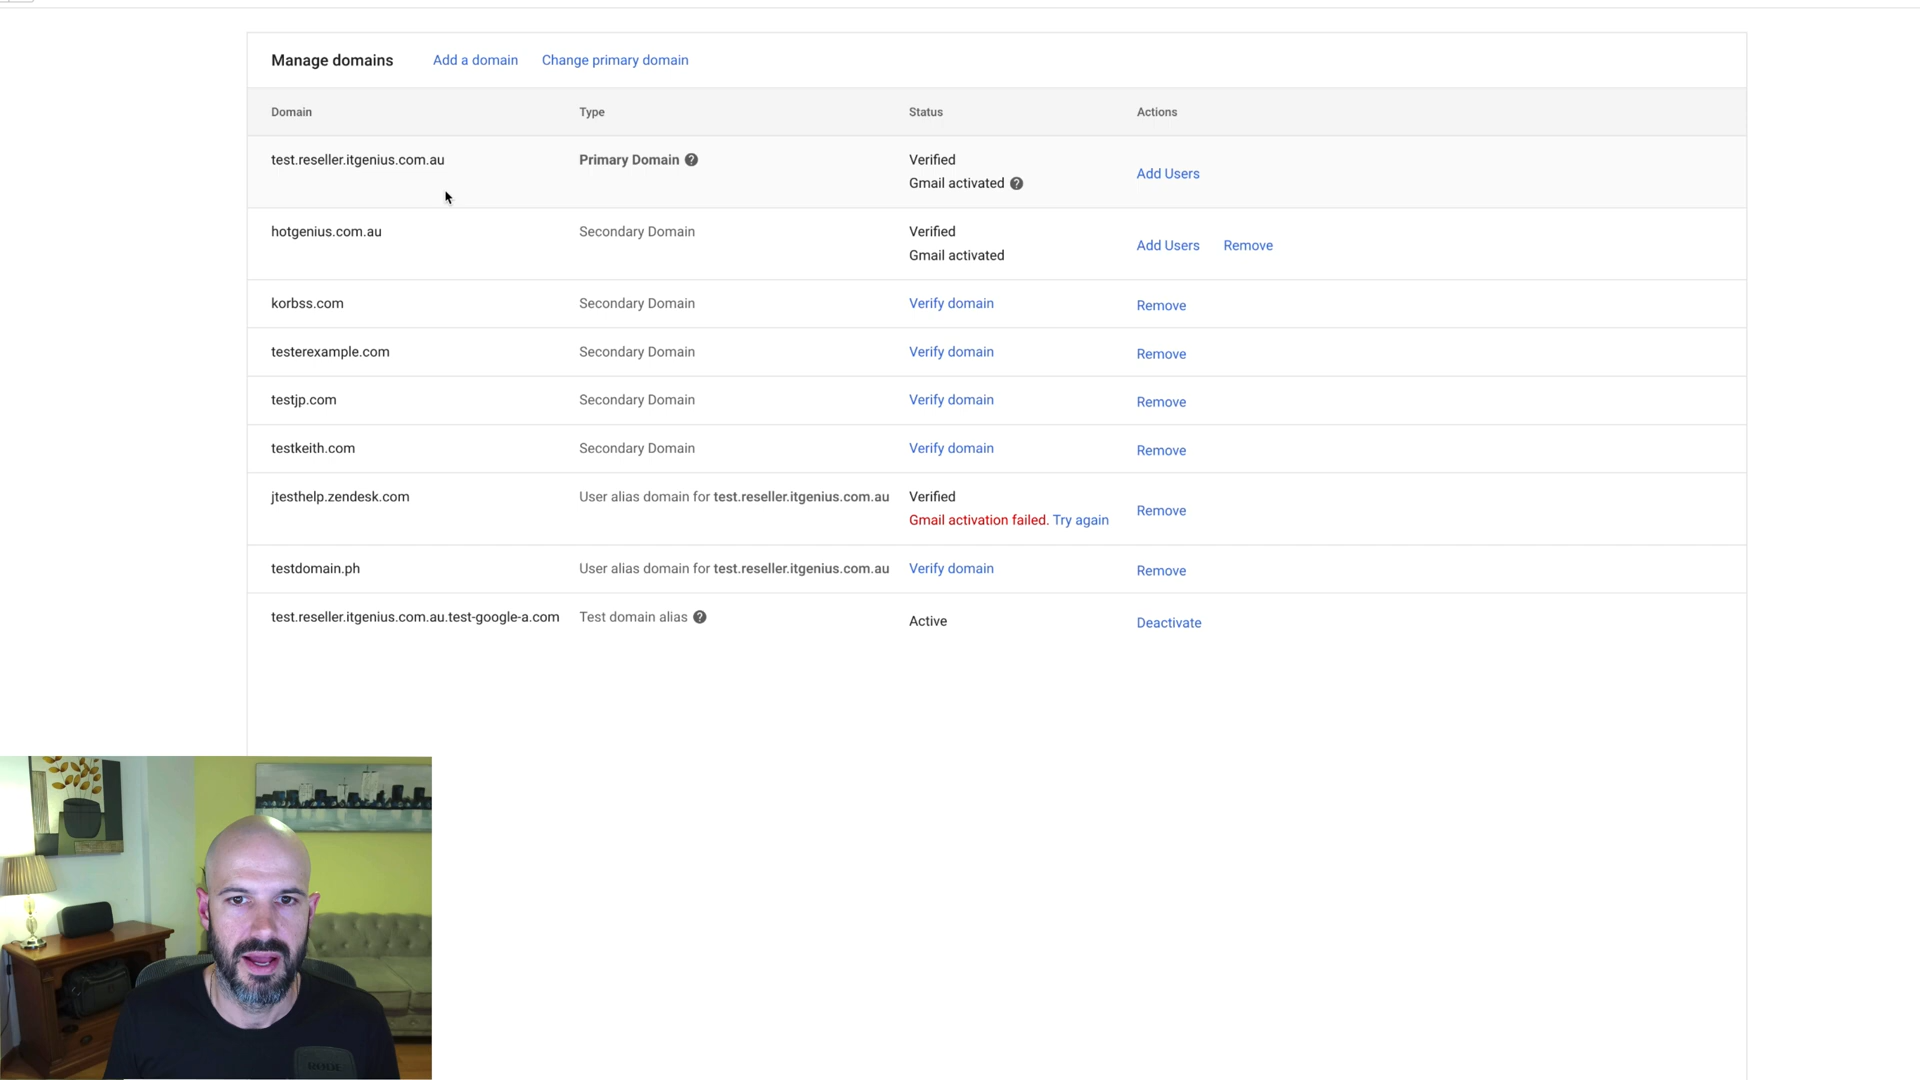 Manage domains Add a domain Change primary domain
Domain Type Status Actions
test.reseller.itgenius.com.au Primary Domain Verified
Gmail activated Add Users
hotgenius.com.au Secondary Domain Verified
Gmail activated Add Users Remove
korbss.com Secondary Domain Verify domain Remove
testerexample.com Secondary Domain Verify domain Remove
testjp.com Secondary Domain Verify domain Remove
testkeith.com Secondary Domain Verify domain Remove
jtesthelp.zendesk.com User alias domain for test.reseller.itgenius.com.au Verified
Gmail activation failed. Try again Remove
testdomain.ph User alias domain for test.reseller.itgenius.com.au Verify domain Remove
test.reseller.itgenius.com.au.test-google-a.com Test domain alias Active Deactivate
RODE